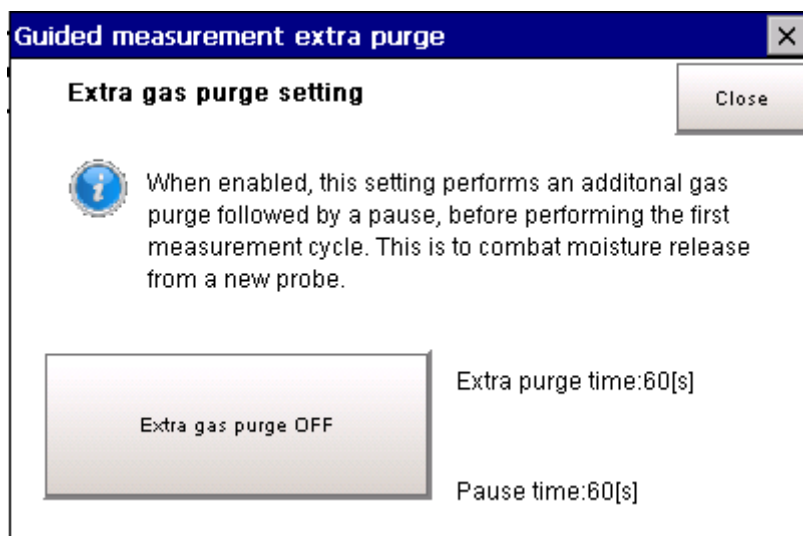 Guided measurement extra purge
Extra gas purge setting
Close
When enabled, this setting performs an additonal gas
purge followed by a pause, before performing the first
measurement cycle. This is to combat moisture release
from a new probe.
Extra purge time:60[s]
Extra gas purge OFF
Pause time:60[s]